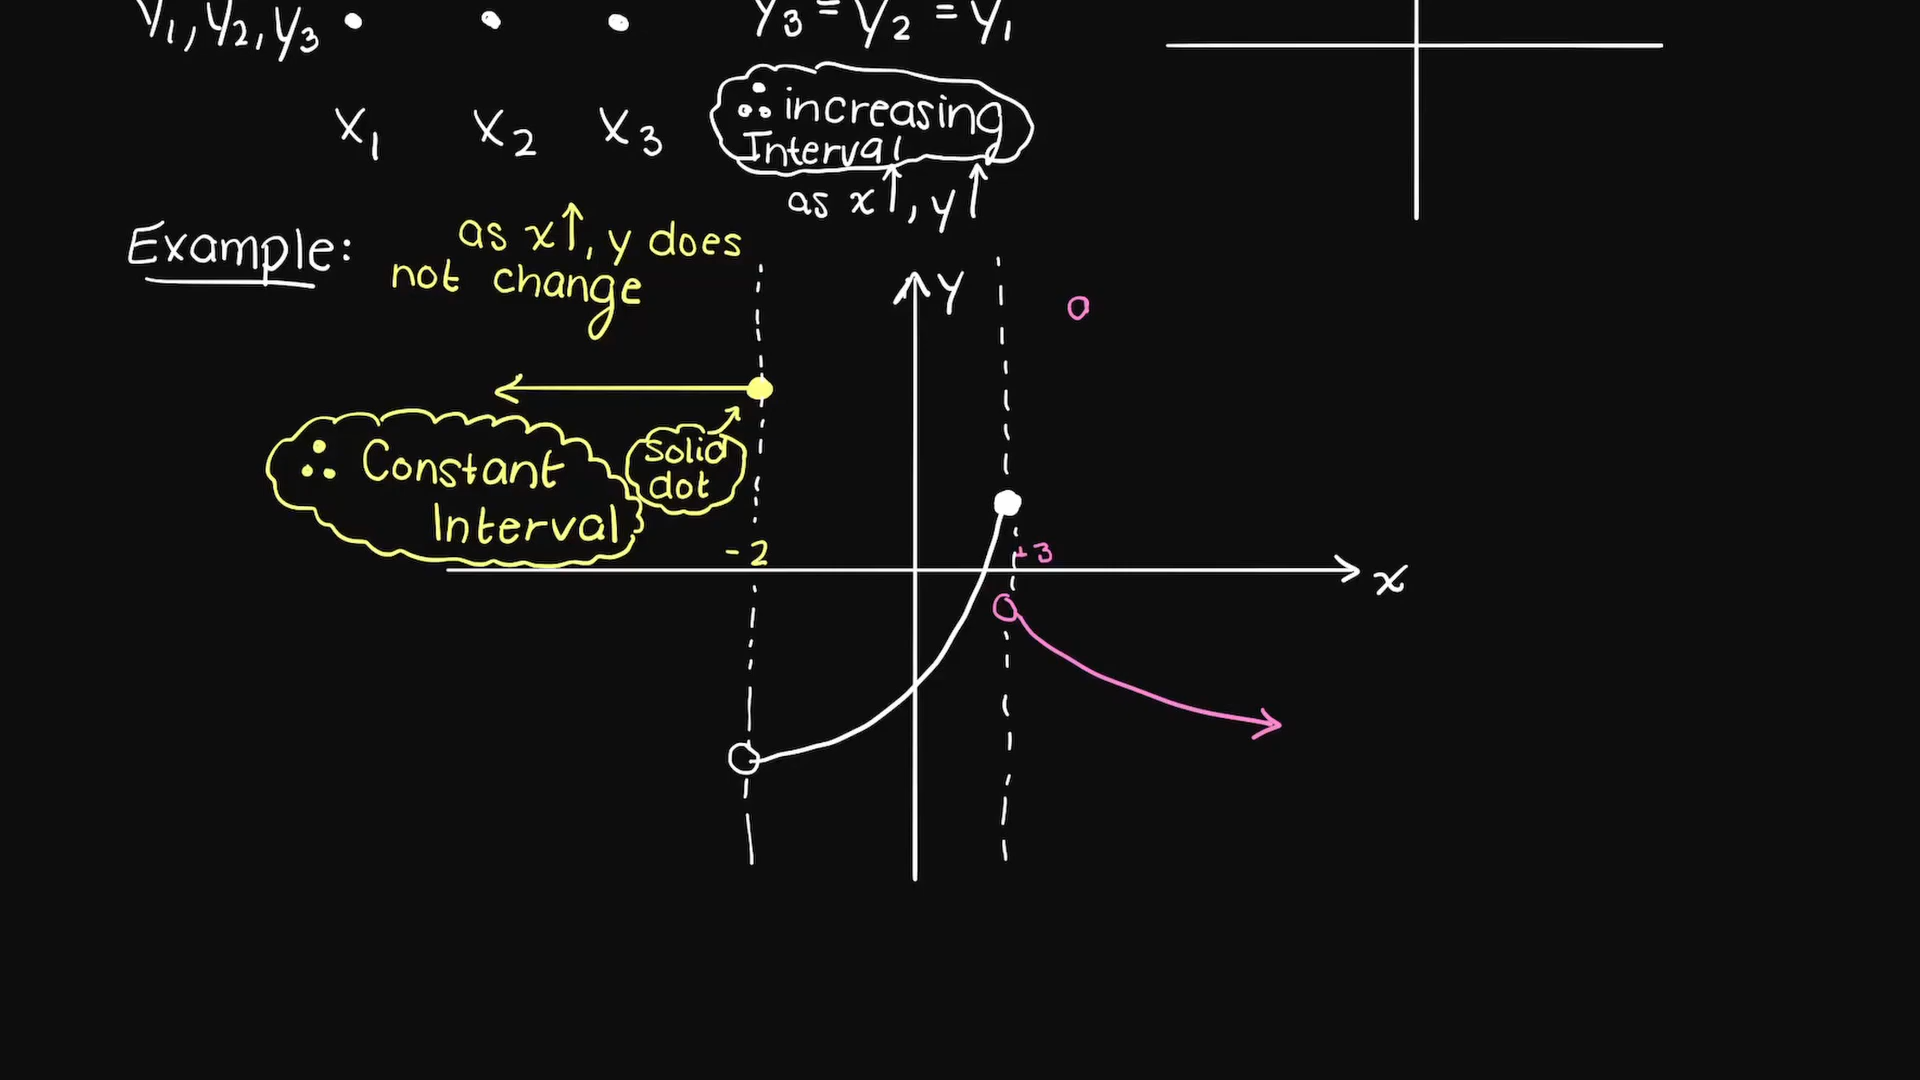 y1, y2, y3
y3 = y2 = y1
x1 x2 x3
∴ increasing
Interval
as x↑, y↑
Example:
as x↑, y does
not change
y
∴ Constant
Interval
solid
dot
-2
+3
x